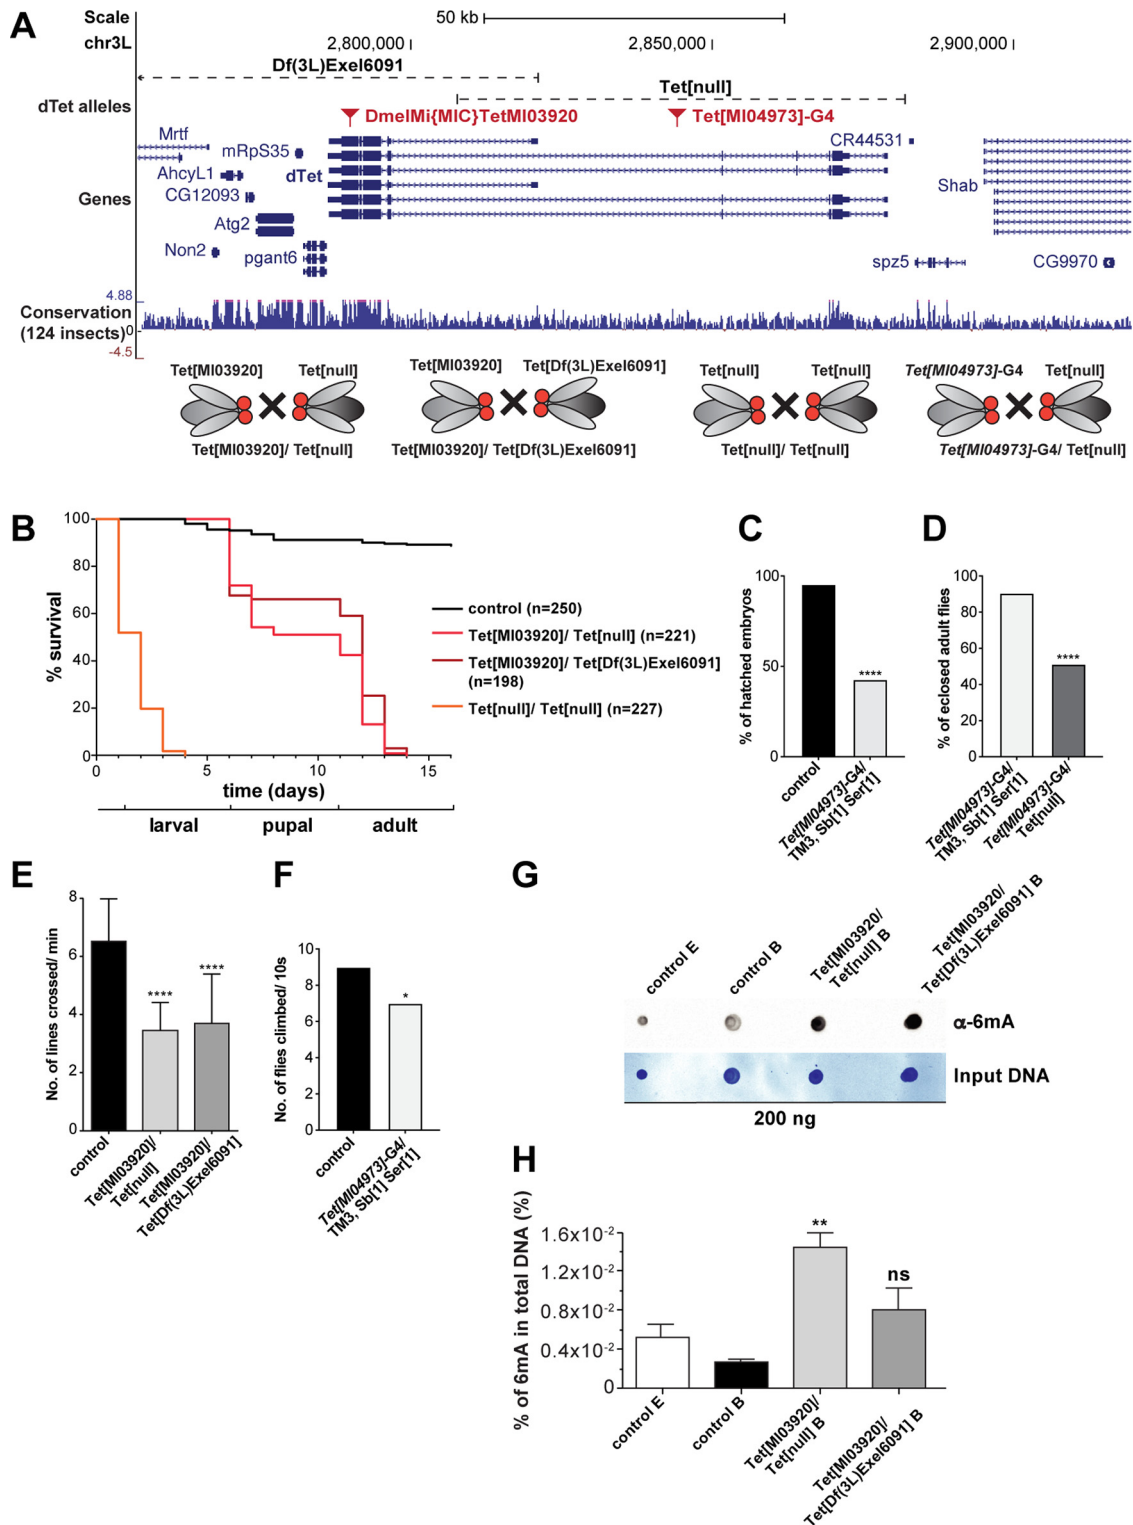 A
Scale
50 kb
chr3L
2,800,000
2,850,000
2,900,000
Df(3L)Exel6091
Tet[null]
dTet alleles
DmelMi{MIC}TetMI03920
Tet[MI04973]-G4
Genes
Mrtf
mRpS35
CR44531
AhcyL1
dTet
CG12093
Shab
Atg2
Non2
pgant6
spz5
CG9970
4.88
Conservation
(124 insects)
0
-4.5
Tet[MI03920]
Tet[null]
Tet[MI03920]
Tet[Df(3L)Exel6091]
Tet[null]
Tet[null]
Tet[MI04973]-G4
Tet[null]
Tet[MI03920]/ Tet[null]
Tet[MI03920]/ Tet[Df(3L)Exel6091]
Tet[null]/ Tet[null]
Tet[MI04973]-G4/ Tet[null]
B
% survival
100
80
60
40
20
0
0
5
10
15
time (days)
larval
pupal
adult
control (n=250)
Tet[MI03920]/ Tet[null] (n=221)
Tet[MI03920]/ Tet[Df(3L)Exel6091]
(n=198)
Tet[null]/ Tet[null] (n=227)
C
% of hatched embryos
100
50
0
****
control
Tet[MI04973]-G4/
TM3, Sb[1] Ser[1]
D
% of eclosed adult flies
100
80
60
40
20
0
****
Tet[MI04973]-G4/
TM3, Sb[1] Ser[1]
Tet[MI04973]-G4/
Tet[null]
E
No. of lines crossed/ min
8
6
4
2
0
****
****
control
Tet[MI03920]/
Tet[null]
Tet[MI03920]/
Tet[Df(3L)Exel6091]
F
No. of flies climbed/ 10s
10
8
6
4
2
0
*
control
Tet[MI04973]-G4/
TM3, Sb[1] Ser[1]
G
control E
control B
Tet[MI03920/
Tet[null] B
Tet[MI03920/
Tet[Df(3L)Exel6091] B
α-6mA
Input DNA
200 ng
H
% of 6mA in total DNA (%)
1.6x10-2
1.2x10-2
0.8x10-2
0.4x10-2
0
**
ns
control E
control B
Tet[MI03920]/
Tet[null] B
Tet[MI03920]/
Tet[Df(3L)Exel6091] B